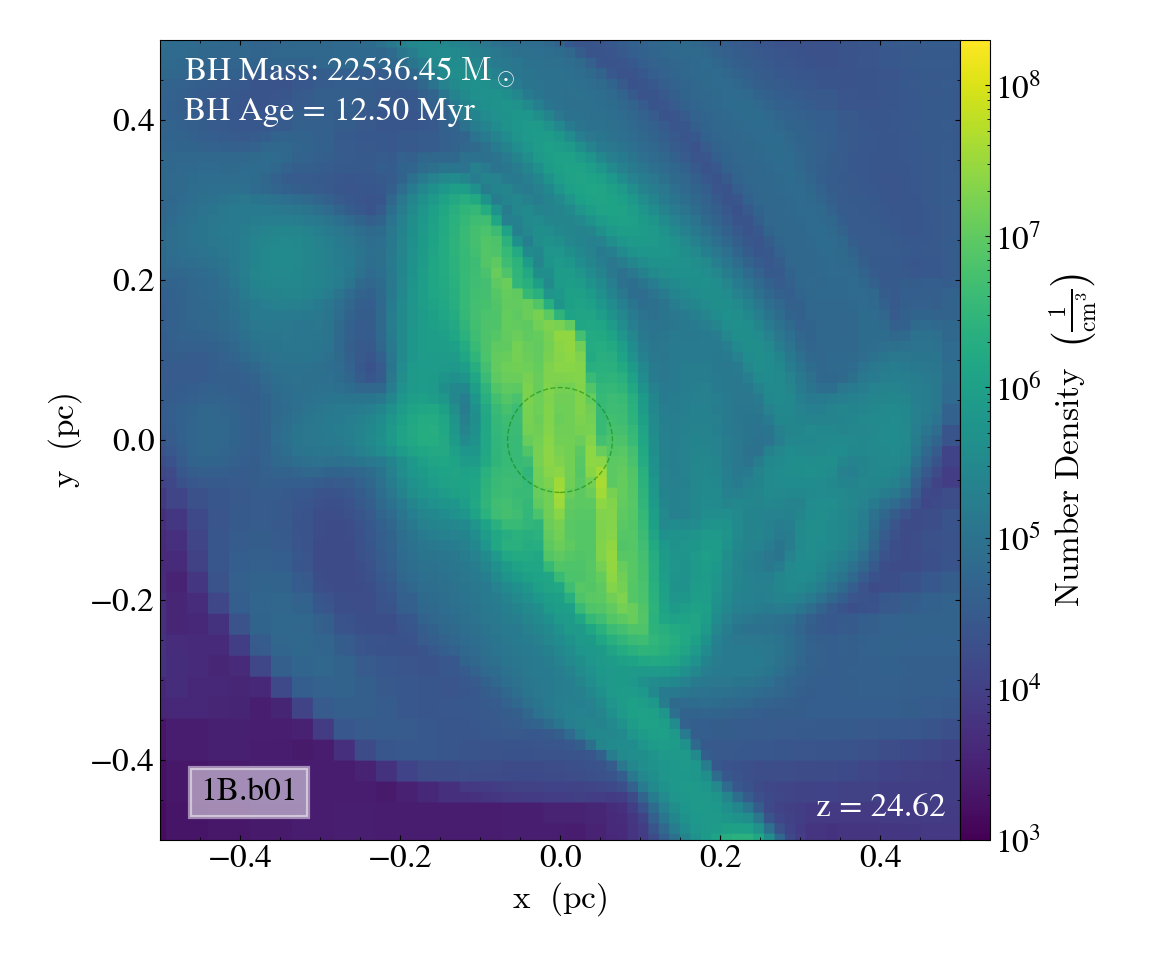 BH Mass: 22536.45 M⊙
BH Age = 12.50 Myr
0.4
0.2
0.0
−0.2
−0.4
y (pc)
1B.b01
z = 24.62
−0.4 −0.2 0.0 0.2 0.4
x (pc)
10⁸
10⁷
10⁶
10⁵
10⁴
10³
Number Density (1/cm³)